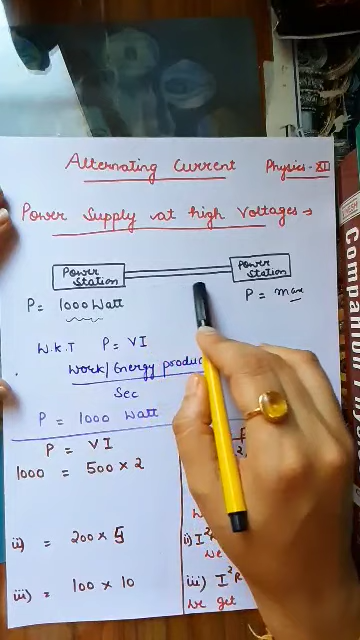 Alternating Current Physics-XII
Power Supply at high Voltages →
Power Station
Power Station
P = 1000 Watt
P = max
W.K.T P = VI
Work/Energy produc
Sec
P = 1000 Watt
P = VI
1000 = 500 × 2
ii) = 200 × 5
ii) I²R
we
iii) = 100 × 10
iii) I²R
we get
Companion